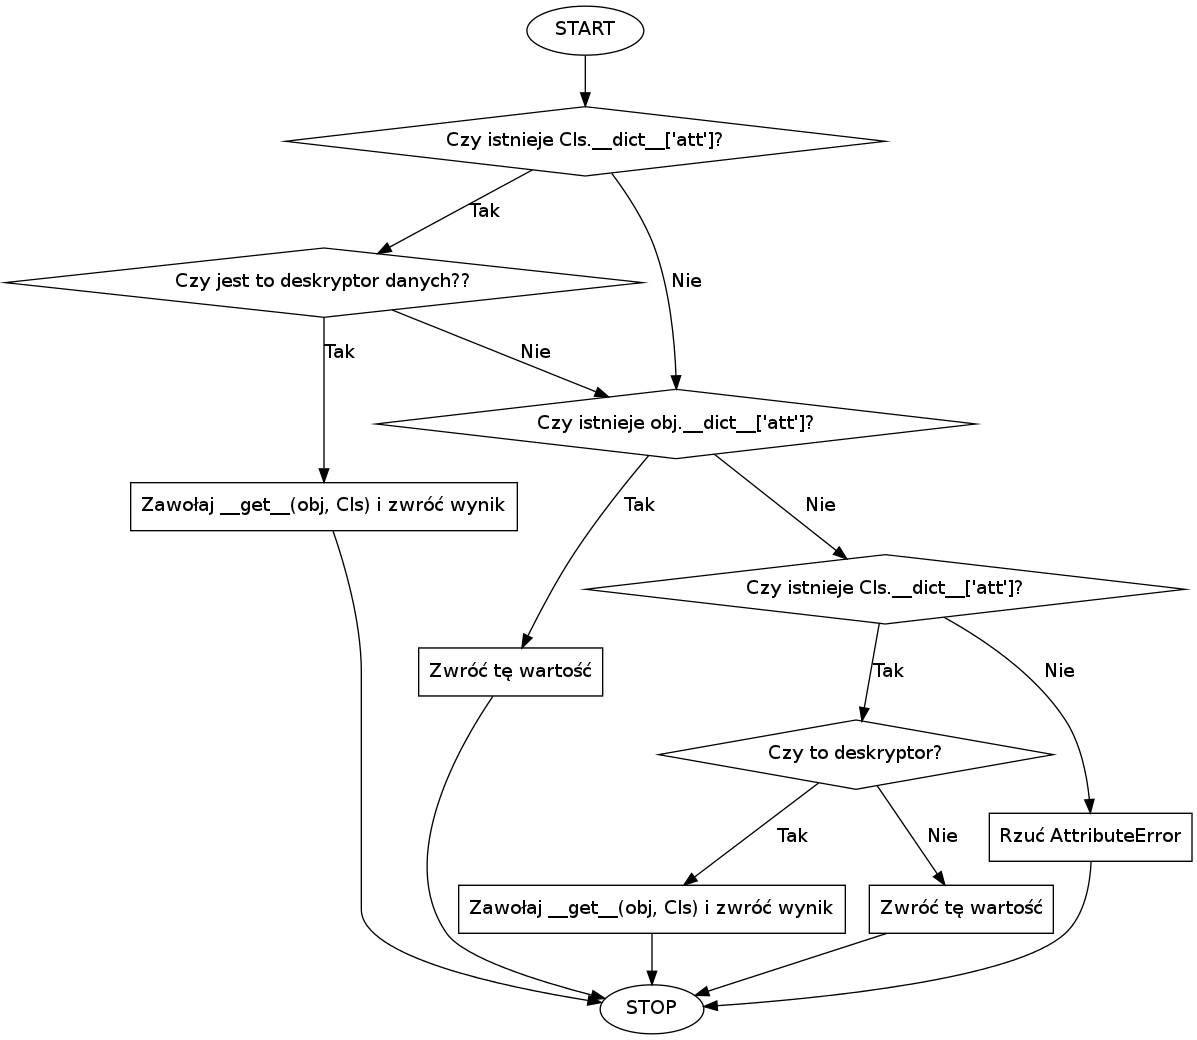 START
Czy istnieje Cls.__dict__['att']?
Tak
Nie
Czy jest to deskryptor danych??
Tak
Nie
Czy istnieje obj.__dict__['att']?
Zawołaj __get__(obj, Cls) i zwróć wynik
Tak
Nie
Czy istnieje Cls.__dict__['att']?
Zwróć tę wartość
Tak
Nie
Czy to deskryptor?
Tak
Nie
Rzuć AttributeError
Zawołaj __get__(obj, Cls) i zwróć wynik
Zwróć tę wartość
STOP